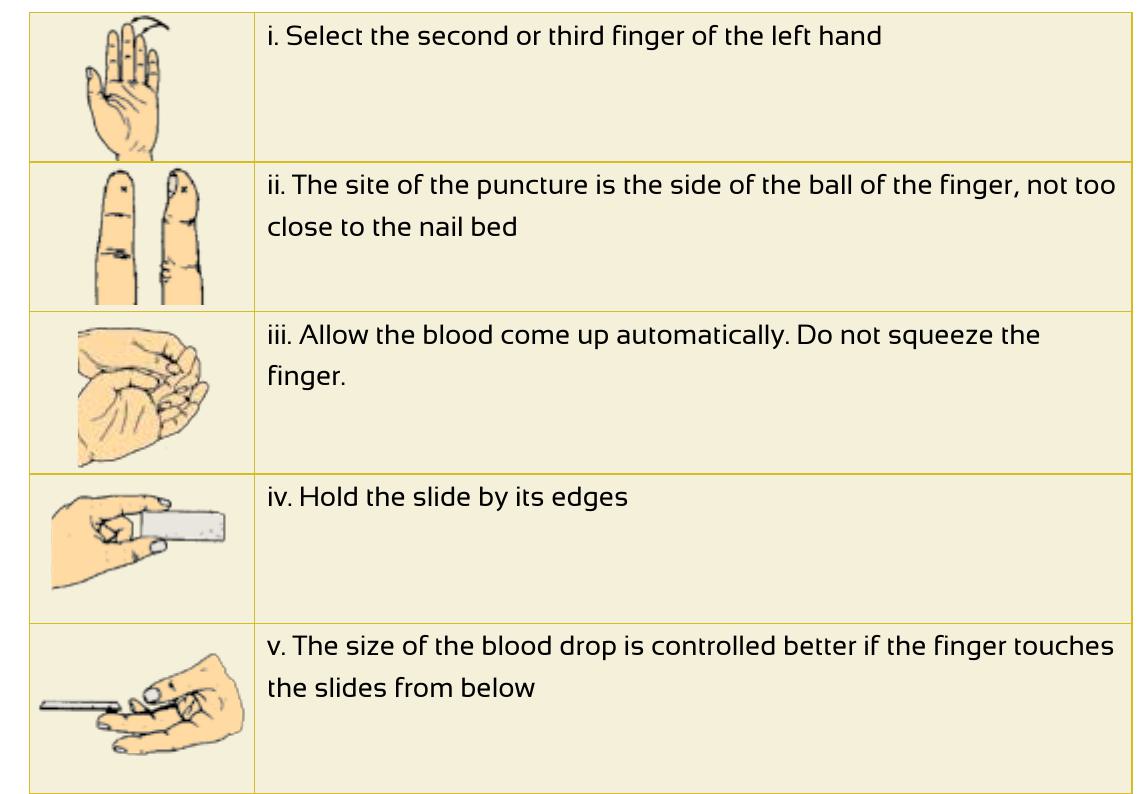 i. Select the second or third finger of the left hand
ii. The site of the puncture is the side of the ball of the finger, not too
close to the nail bed
iii. Allow the blood come up automatically. Do not squeeze the
finger.
iv. Hold the slide by its edges
v. The size of the blood drop is controlled better if the finger touches
the slides from below